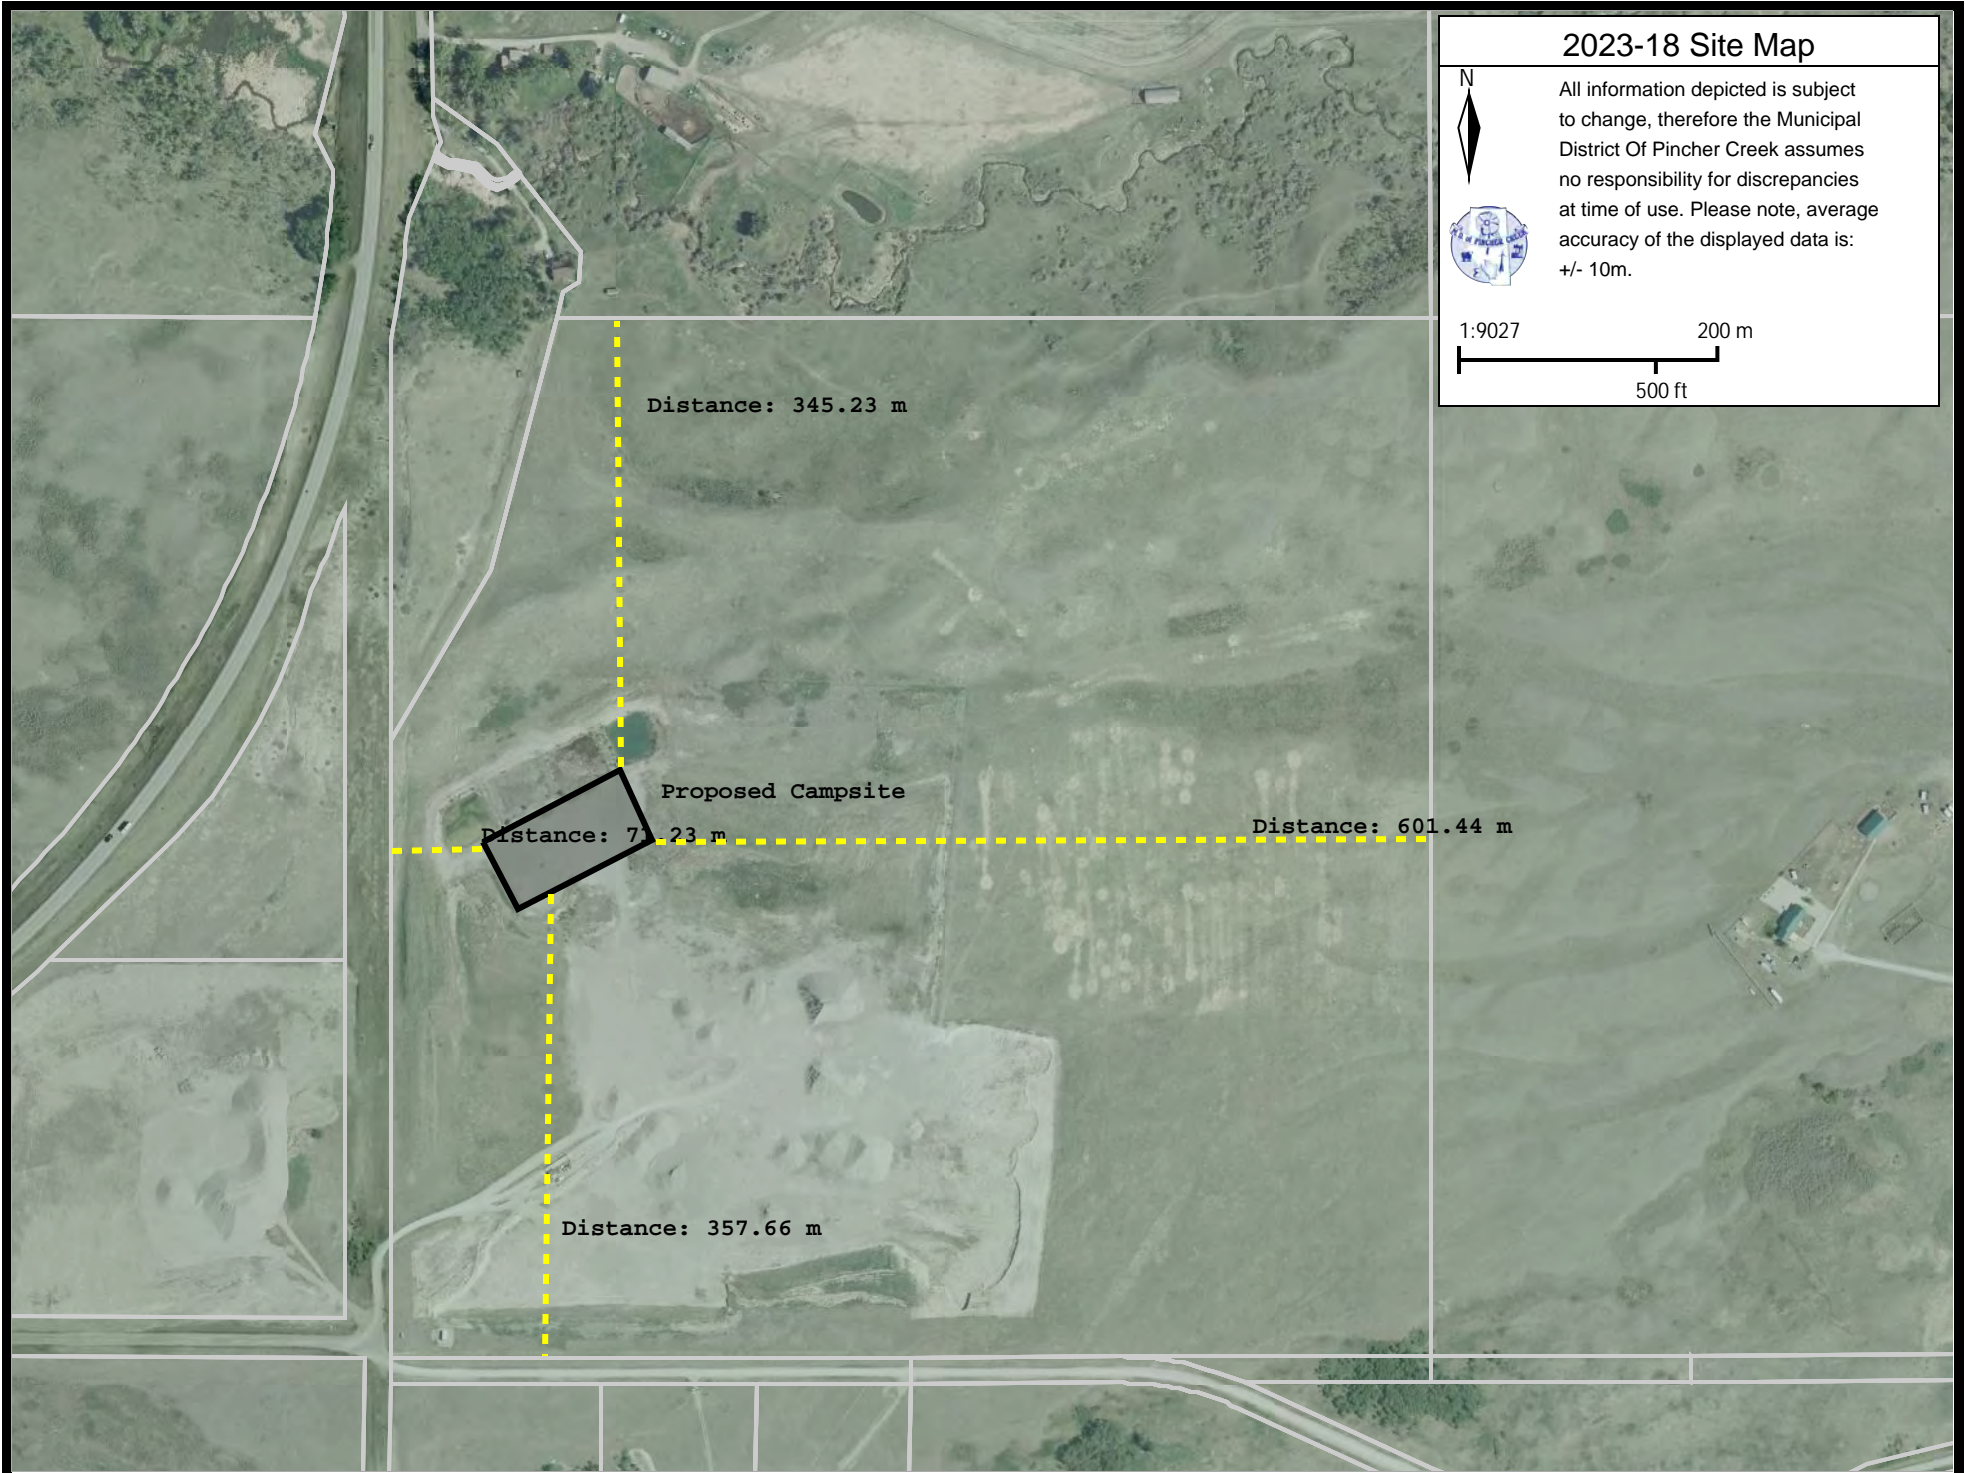 2023-18 Site Map
N
All information depicted is subject
to change, therefore the Municipal
District Of Pincher Creek assumes
no responsibility for discrepancies
at time of use. Please note, average
accuracy of the displayed data is:
+/- 10m.
1:9027 200 m
500 ft
Distance: 345.23 m
Proposed Campsite
Distance: 601.44 m
Distance:
Distance: 357.66 m